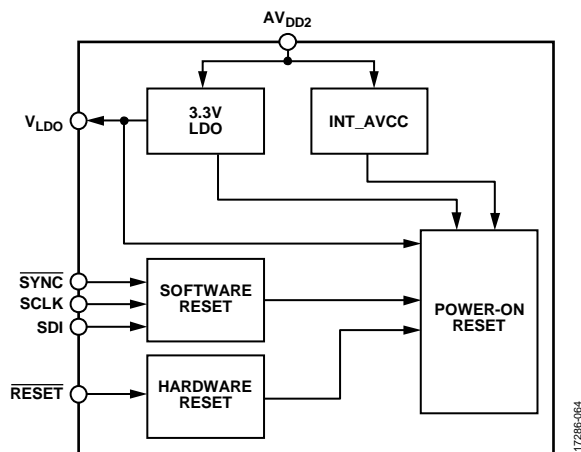 AVDD2
3.3V
LDO
INT_AVCC
VLDO
SYNC
SCLK
SDI
SOFTWARE
RESET
POWER-ON
RESET
RESET
HARDWARE
RESET
17286-064